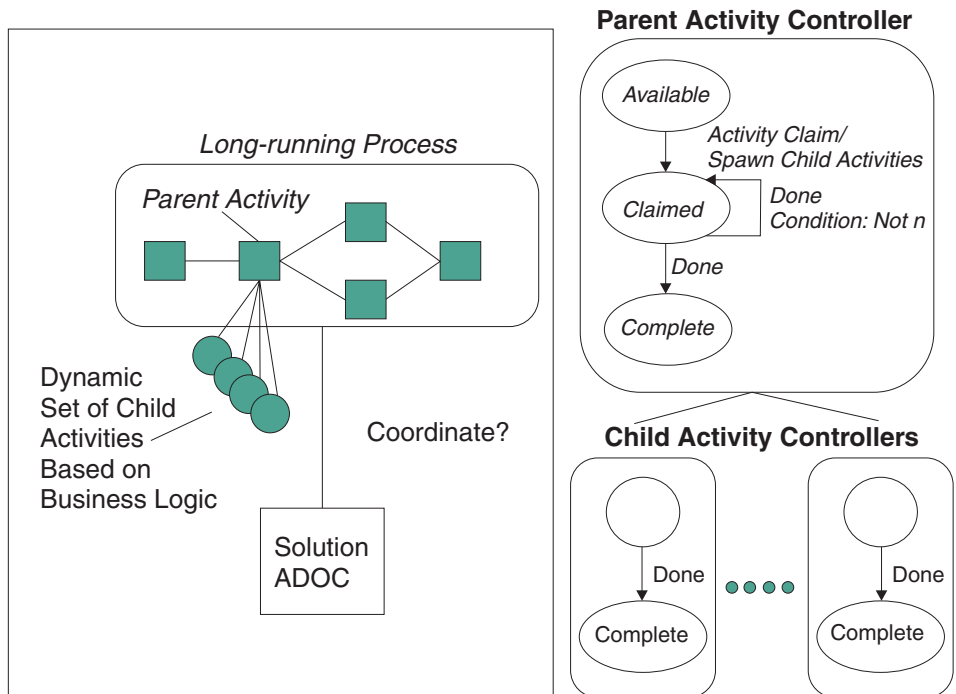 Long-running Process
Parent Activity
Dynamic
Set of Child
Activities
Based on
Business Logic
Coordinate?
Solution
ADOC
Parent Activity Controller
Available
Activity Claim/
Spawn Child Activities
Claimed
Done
Condition: Not n
Done
Complete
Child Activity Controllers
Done
Complete
Done
Complete